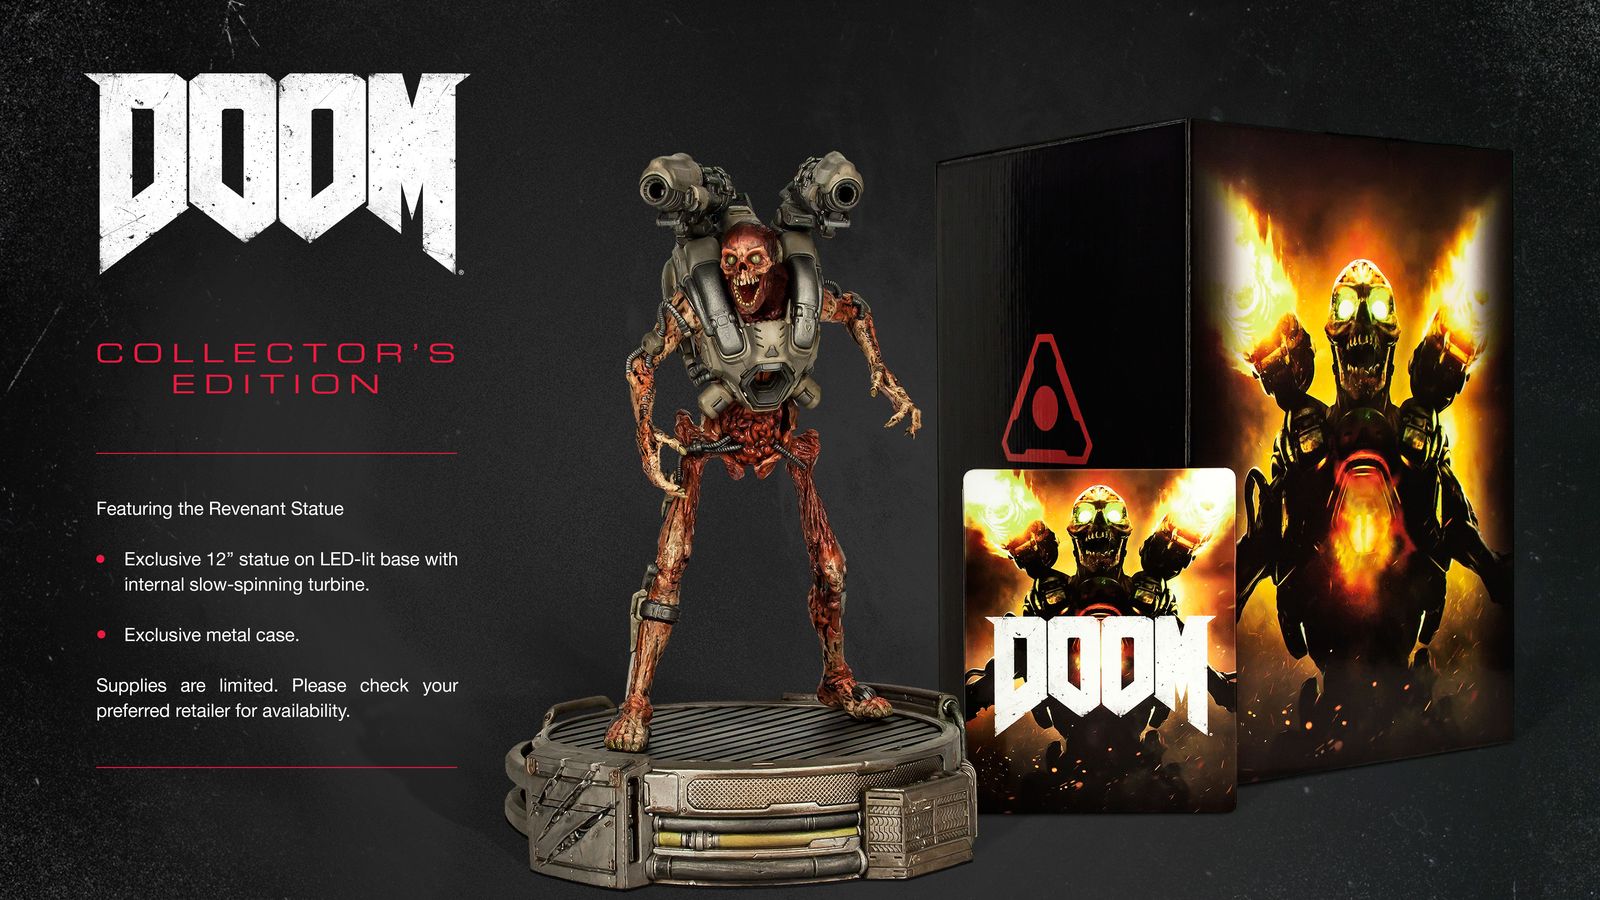 DOOM
COLLECTOR'S
EDITION
Featuring the Revenant Statue
• Exclusive 12” statue on LED-lit base with
internal slow-spinning turbine.
• Exclusive metal case.
Supplies are limited. Please check your
preferred retailer for availability.
DOOM